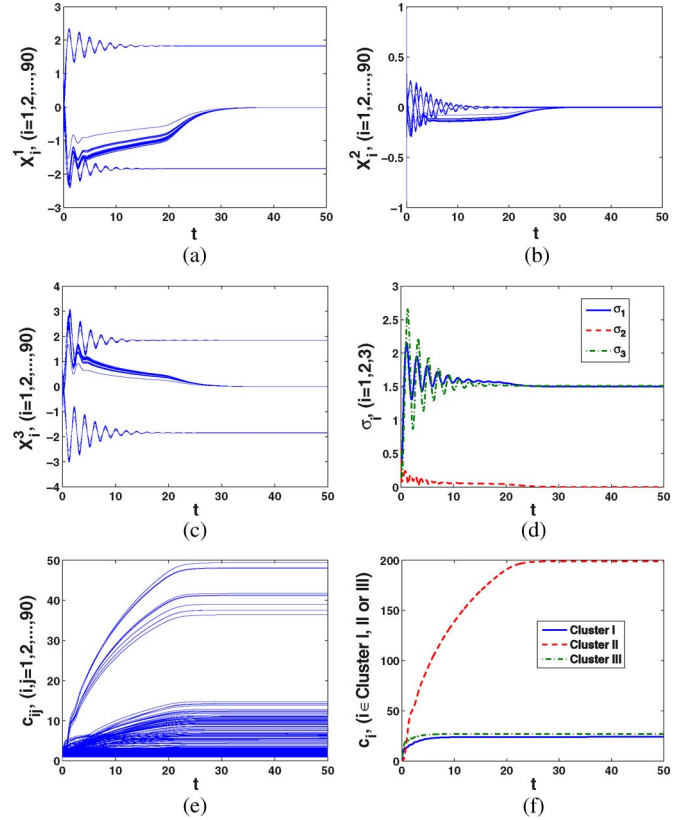 3
2
1
0
−1
−2
−3
0 10 20 30 40 50
X_i^1, (i=1,2,...,90)
t
(a)
1
0.5
0
−0.5
−1
0 10 20 30 40 50
X_i^2, (i=1,2,...,90)
t
(b)
4
3
2
1
0
−1
−2
−3
−4
0 10 20 30 40 50
X_i^3, (i=1,2,...,90)
t
(c)
3
2.5
2
1.5
1
0.5
0
0 10 20 30 40 50
σ_i, (i=1,2,3)
σ_1
σ_2
σ_3
t
(d)
50
40
30
20
10
0
0 10 20 30 40 50
c_ij, (i,j=1,2,...,90)
t
(e)
200
150
100
50
0
0 10 20 30 40 50
c_i, (i ∈ Cluster I, II or III)
Cluster I
Cluster II
Cluster III
t
(f)